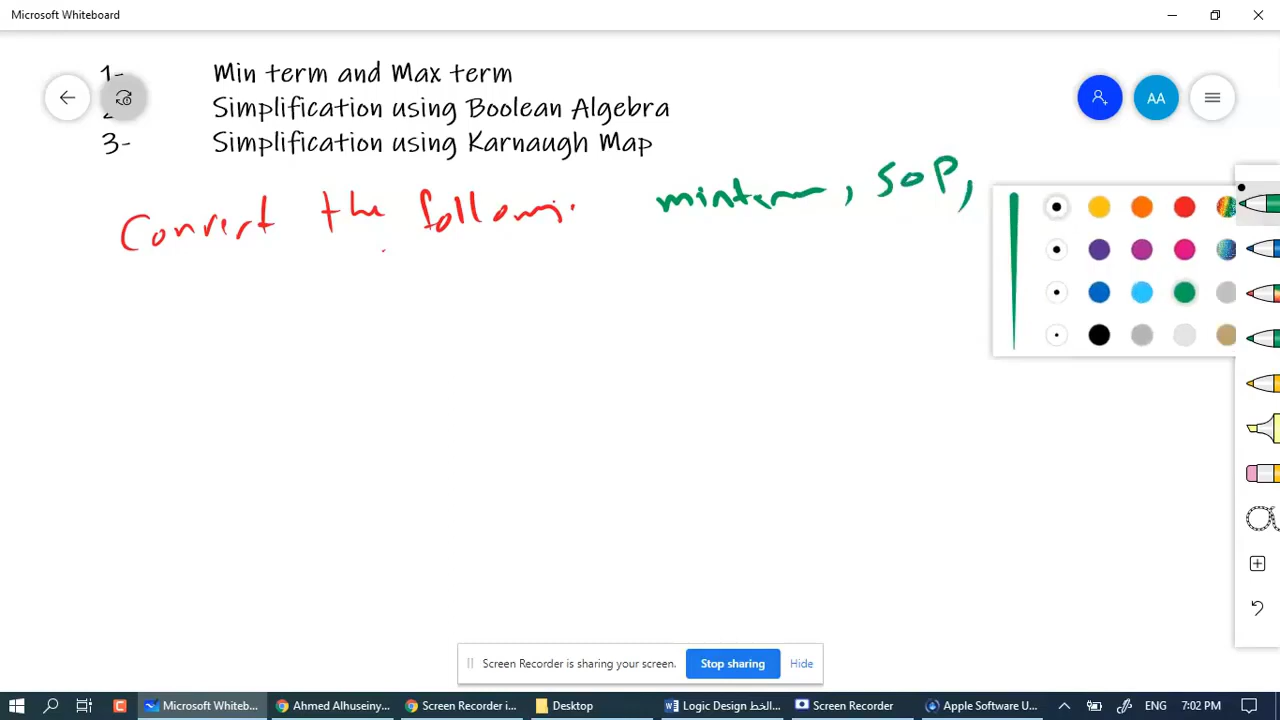 Microsoft Whiteboard
1- Min term and Max term
Simplification using Boolean Algebra
3- Simplification using Karnaugh Map
AA
Convert the following minterm, SOP,
Screen Recorder is sharing your screen. Stop sharing Hide
Microsoft Whiteb... Ahmed Alhuseiny... Screen Recorder i... Desktop Logic Design الخط... Screen Recorder Apple Software U... ENG 7:02 PM